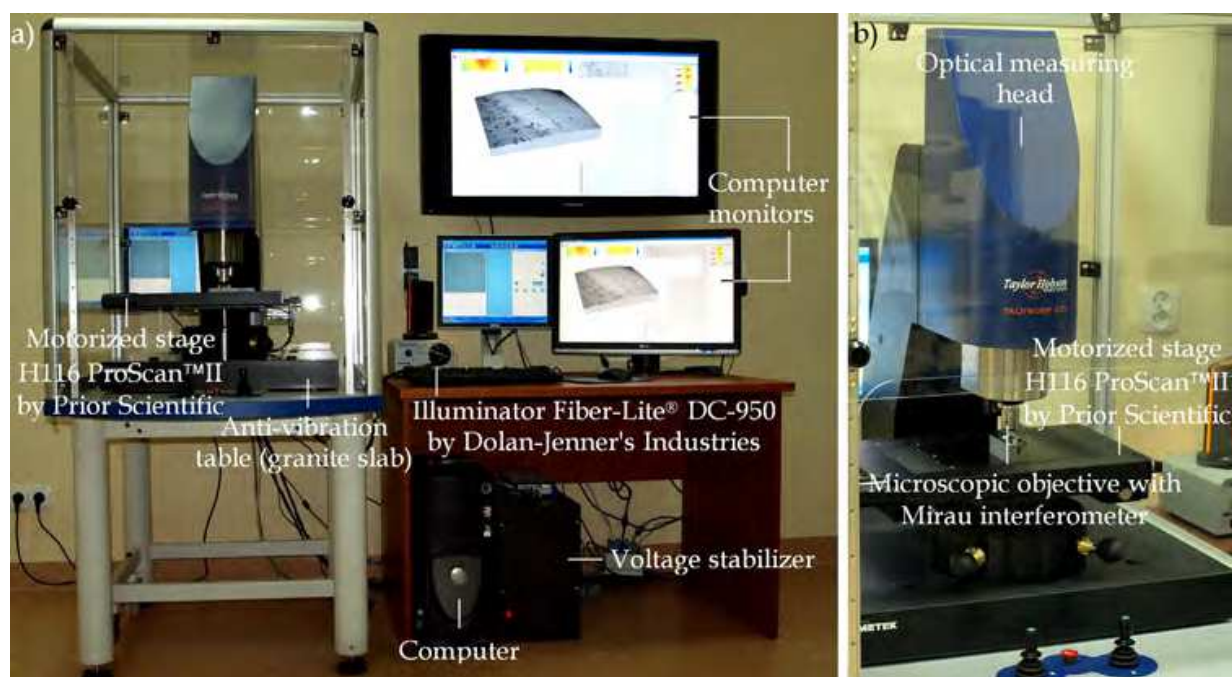 a)
Computer
monitors
Motorized stage
H116 ProScan™II
by Prior Scientific
Anti-vibration
table (granite slab)
Illuminator Fiber-Lite® DC-950
by Dolan-Jenner's Industries
Voltage stabilizer
Computer
b)
Optical measuring
head
Taylor Hobson
Motorized stage
H116 ProScan™II
by Prior Scientific
Microscopic objective with
Mirau interferometer
METEK